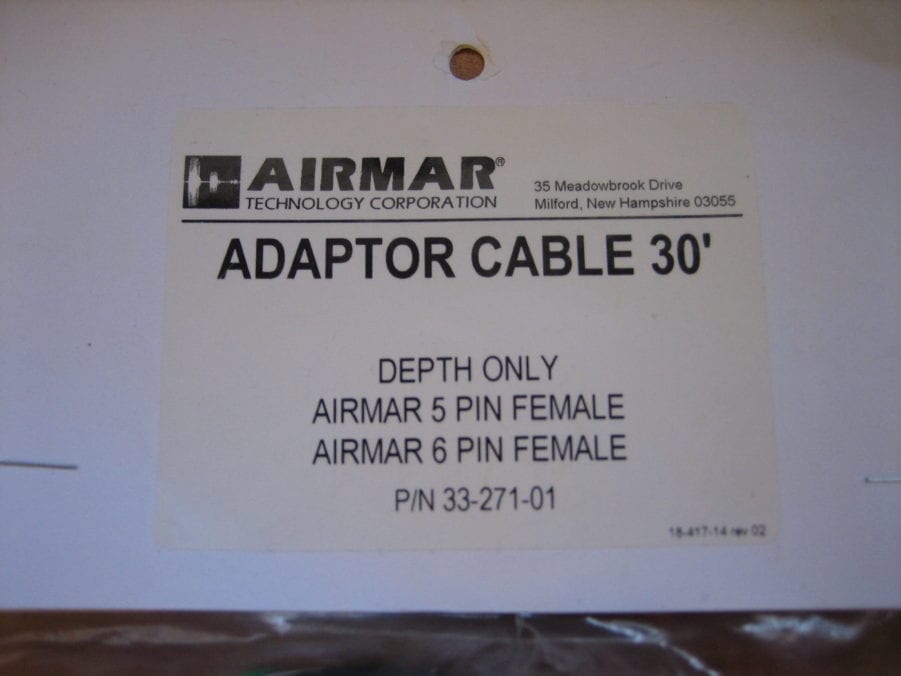 AIRMAR®
TECHNOLOGY CORPORATION
35 Meadowbrook Drive
Milford, New Hampshire 03055
ADAPTOR CABLE 30'
DEPTH ONLY
AIRMAR 5 PIN FEMALE
AIRMAR 6 PIN FEMALE
P/N 33-271-01
18-417-14 rev 02